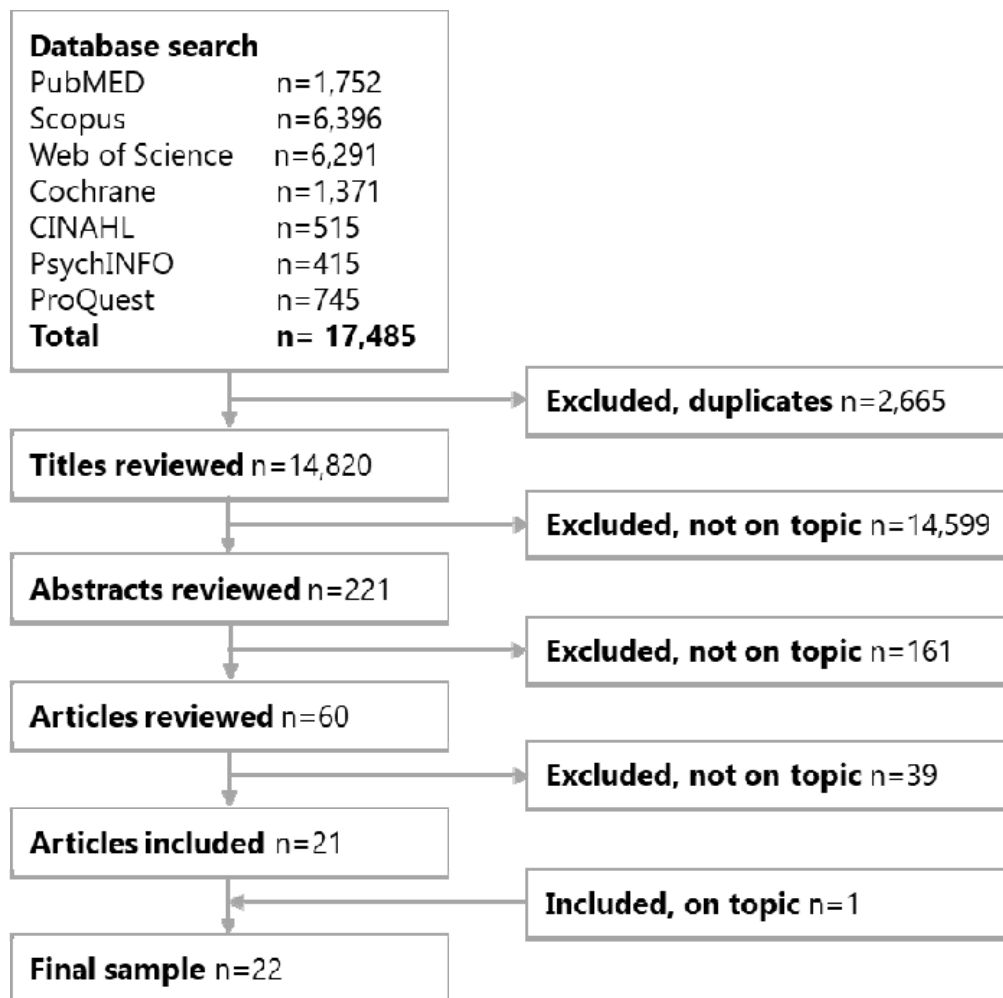 Database search
PubMED n=1,752
Scopus n=6,396
Web of Science n=6,291
Cochrane n=1,371
CINAHL n=515
PsychINFO n=415
ProQuest n=745
Total n= 17,485
Excluded, duplicates n=2,665
Titles reviewed n=14,820
Excluded, not on topic n=14,599
Abstracts reviewed n=221
Excluded, not on topic n=161
Articles reviewed n=60
Excluded, not on topic n=39
Articles included n=21
Included, on topic n=1
Final sample n=22